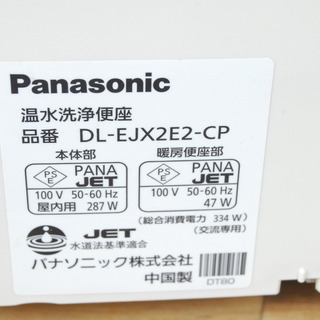 Panasonic
温水洗浄便座
品番 DL-EJX2E2-CP
本体部 暖房便座部
PSE PANA JET PSE PANA JET
100 V 50-60 Hz 100 V 50-60 Hz
屋内用 287 W 47 W
(総合消費電力 334 W)
(交流専用)
JET
水道法基準適合
パナソニック株式会社
中国製
DT80